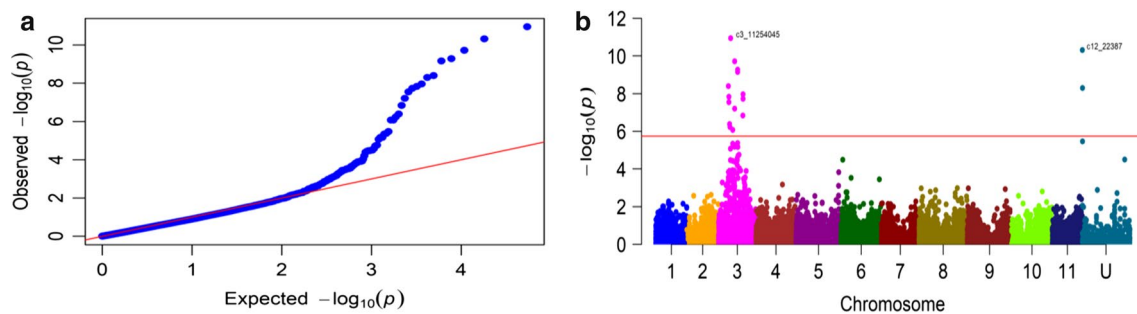 a
Observed −log10(p)
10
8
6
4
2
0
0 1 2 3 4
Expected −log10(p)
b
−log10(p)
12
10
8
6
4
2
0
c3_11254045
c12_22387
1 2 3 4 5 6 7 8 9 10 11 U
Chromosome